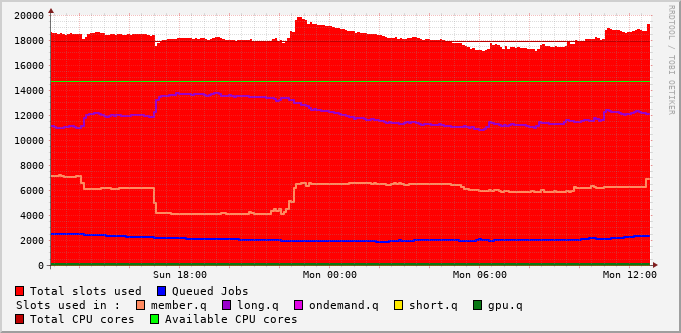 20000
18000
16000
14000
12000
10000
8000
6000
4000
2000
0
Sun 18:00 Mon 00:00 Mon 06:00 Mon 12:00
RRDTOOL / TOBI OETIKER
Total slots used Queued Jobs
Slots used in : member.q long.q ondemand.q short.q gpu.q
Total CPU cores Available CPU cores